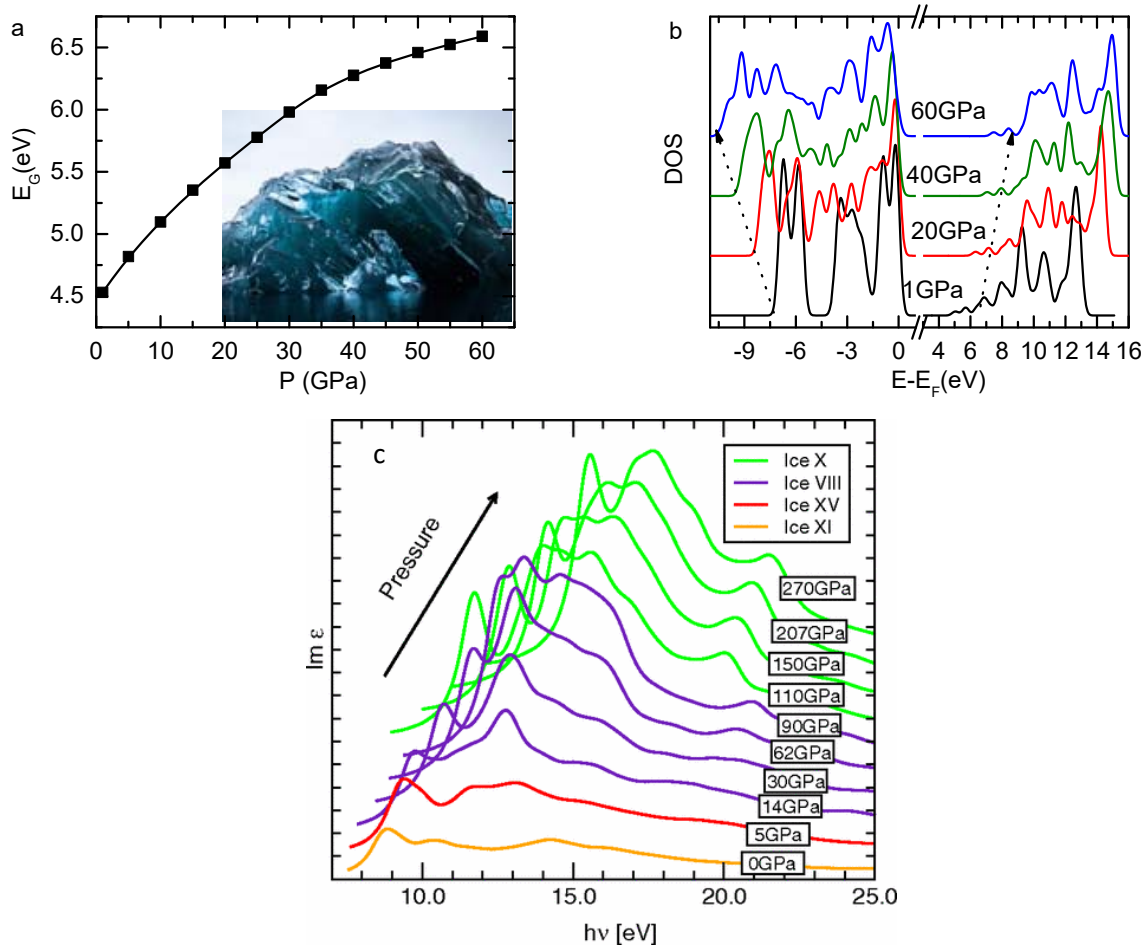 a
6.5
6.0
5.5
5.0
4.5
E_G(eV)
0 10 20 30 40 50 60
P (GPa)
b
60GPa
40GPa
20GPa
1GPa
DOS
-9 -6 -3 0 4 6 8 10 12 14 16
E-E_F(eV)
c
Ice X
Ice VIII
Ice XV
Ice XI
Pressure
270GPa
207GPa
150GPa
110GPa
90GPa
62GPa
30GPa
14GPa
5GPa
0GPa
Im ε
10.0 15.0 20.0 25.0
hν [eV]